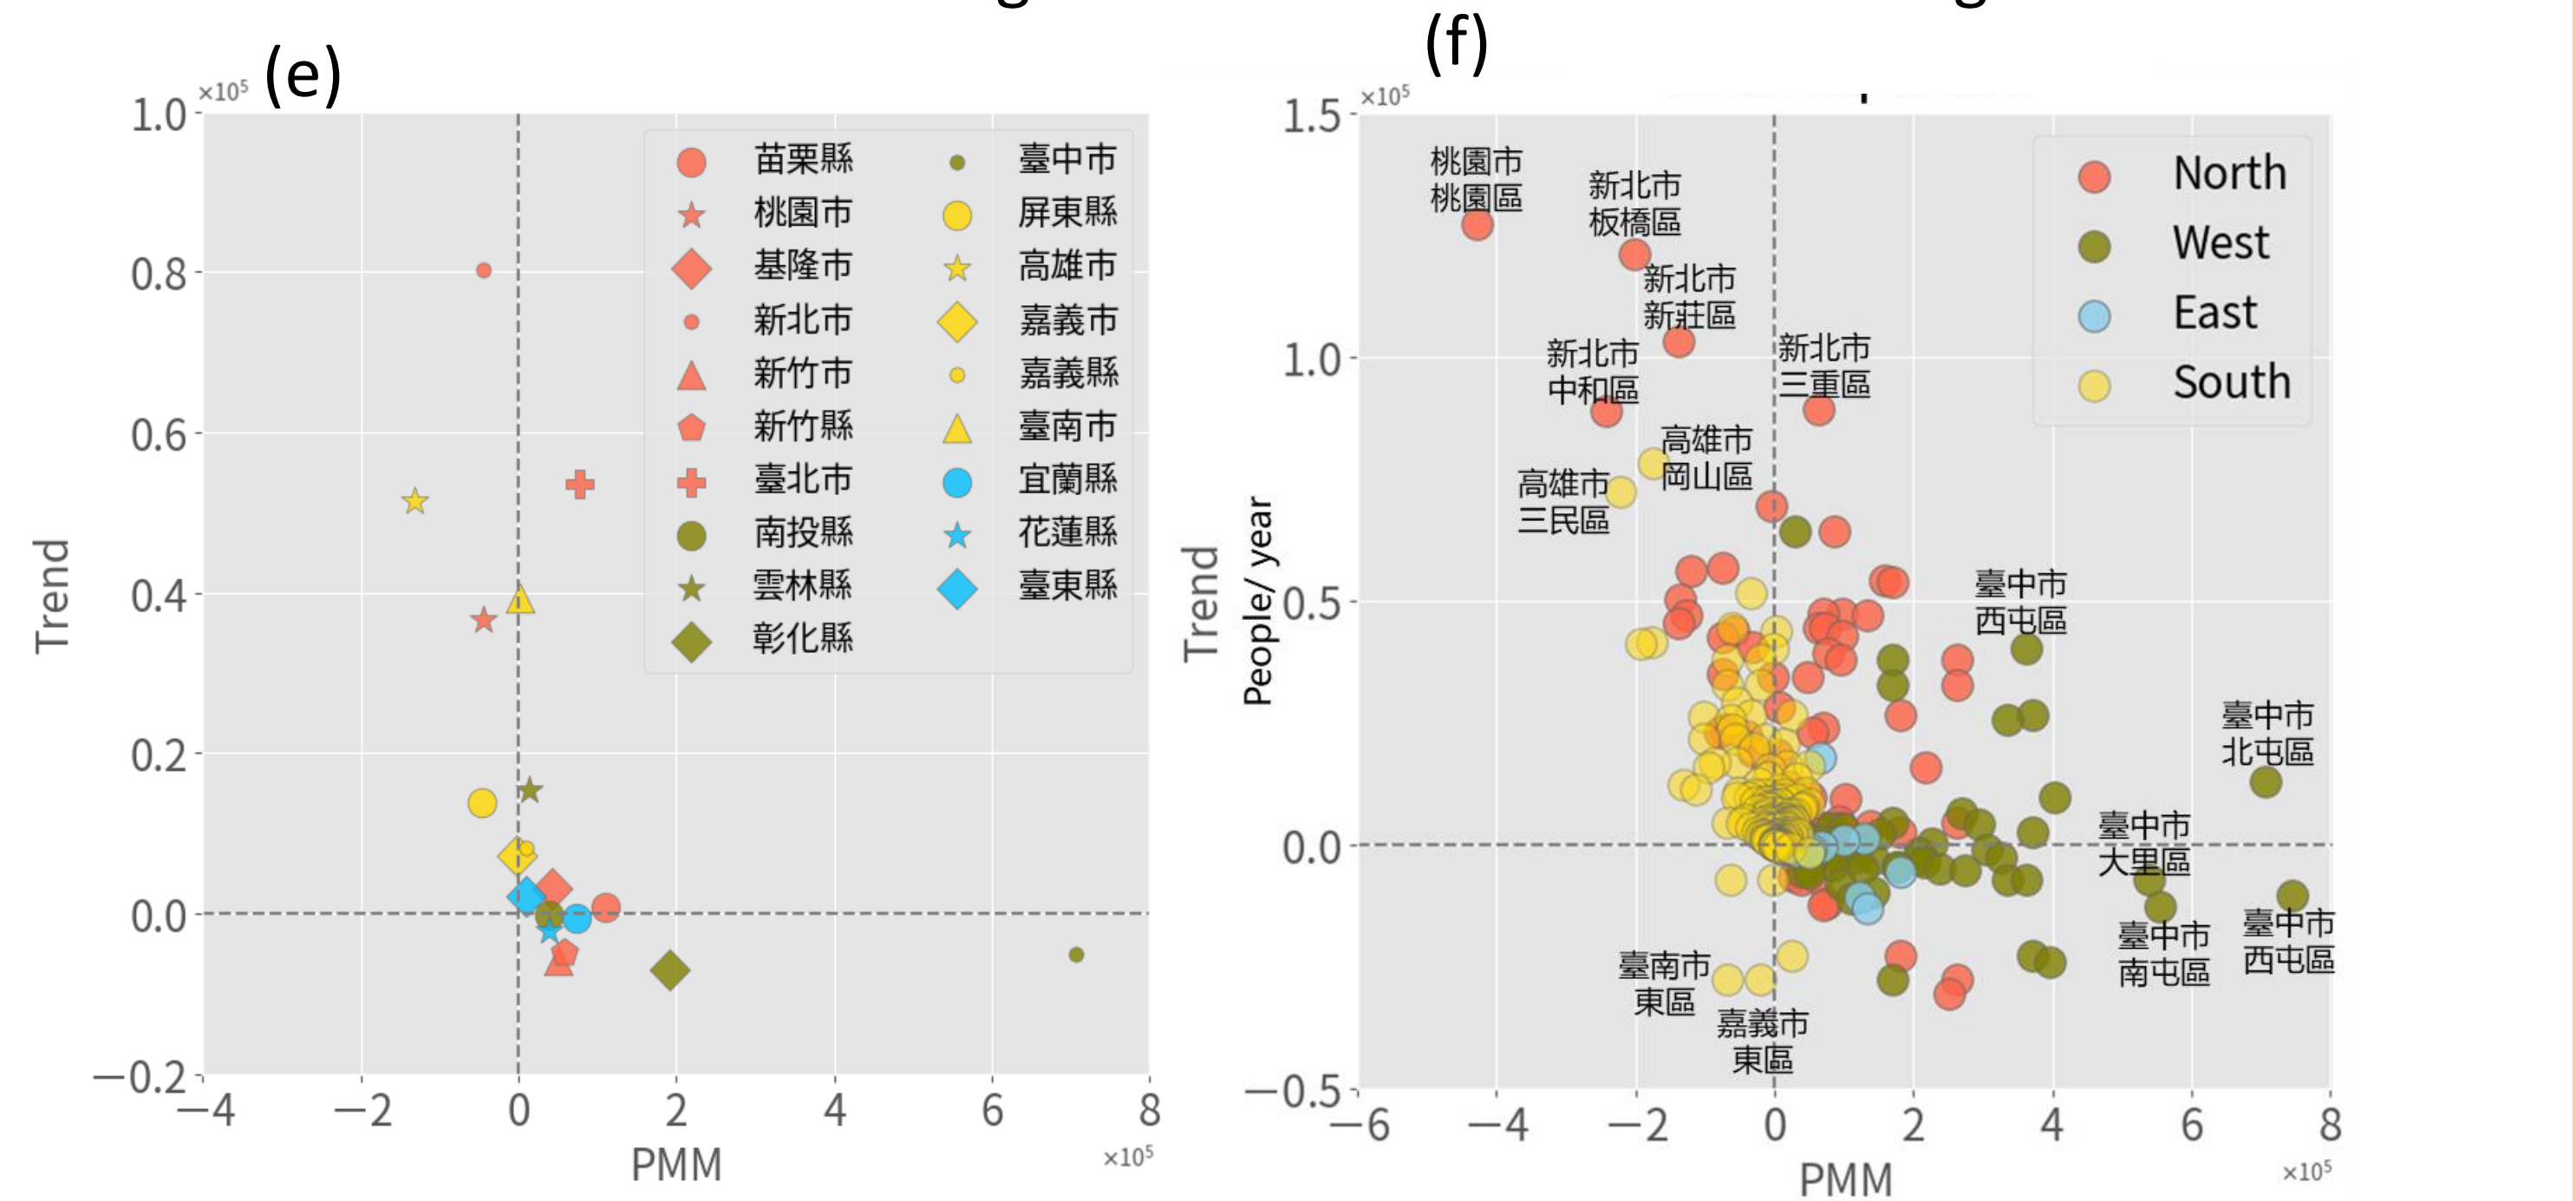 (e)
×10⁵
1.0
0.8
0.6
0.4
0.2
0.0
−0.2
Trend
−4 −2 0 2 4 6 8
×10⁵
PMM
苗栗縣
桃園市
基隆市
新北市
新竹市
新竹縣
臺北市
南投縣
雲林縣
彰化縣
臺中市
屏東縣
高雄市
嘉義市
嘉義縣
臺南市
宜蘭縣
花蓮縣
臺東縣
(f)
×10⁵
1.5
1.0
0.5
0.0
−0.5
Trend
People/ year
−6 −4 −2 0 2 4 6 8
×10⁵
PMM
North
West
East
South
桃園市
桃園區
新北市
板橋區
新北市
新莊區
新北市
中和區
新北市
三重區
高雄市
岡山區
高雄市
三民區
臺中市
西屯區
臺中市
北屯區
臺中市
大里區
臺中市
南屯區
臺中市
西屯區
臺南市
東區
嘉義市
東區